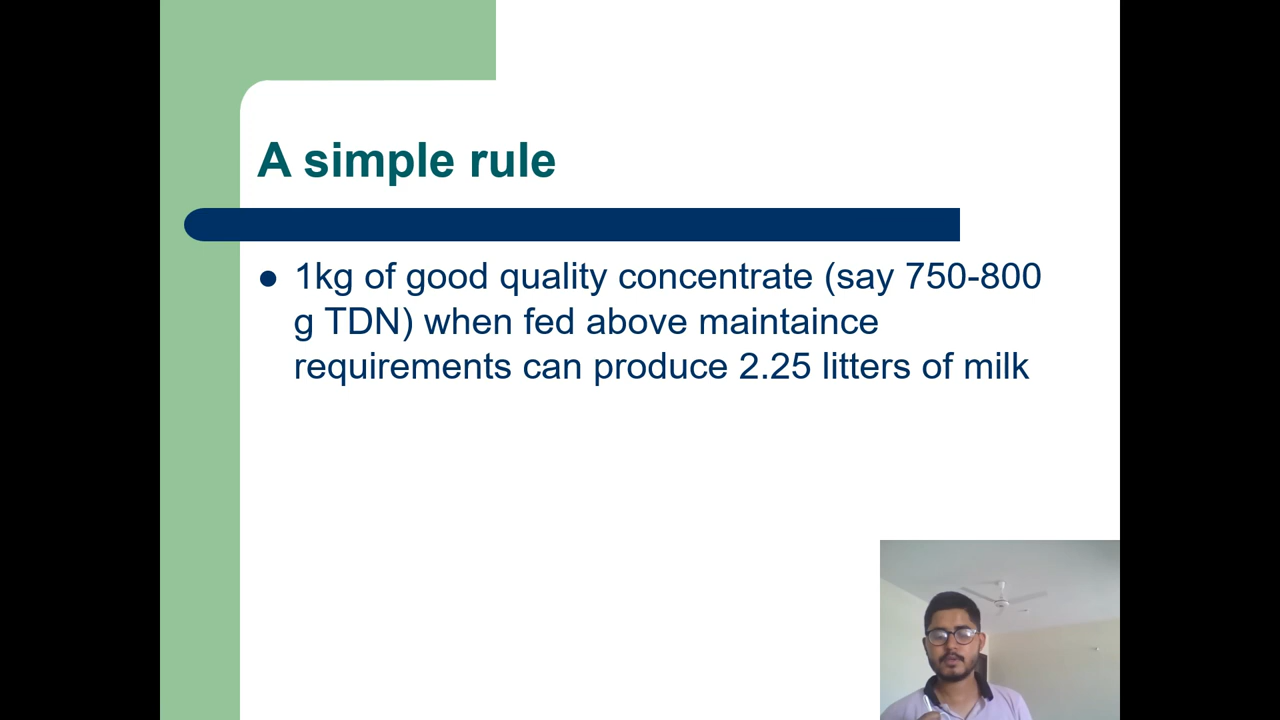 A simple rule
● 1kg of good quality concentrate (say 750-800
g TDN) when fed above maintaince
requirements can produce 2.25 litters of milk